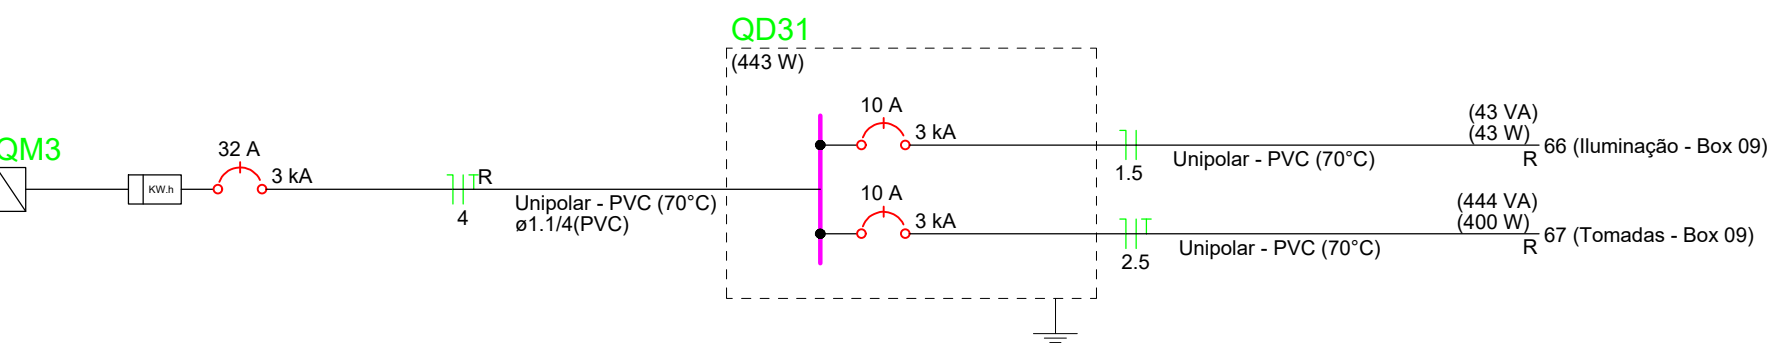 QD31
(443 W)
10 A
3 kA
(43 VA)
(43 W)
R
66 (Iluminação - Box 09)
1.5
Unipolar - PVC (70°C)
QM3
KW.h
32 A
3 kA
R
4
Unipolar - PVC (70°C)
ø1.1/4(PVC)
10 A
3 kA
(444 VA)
(400 W)
R
67 (Tomadas - Box 09)
2.5
Unipolar - PVC (70°C)